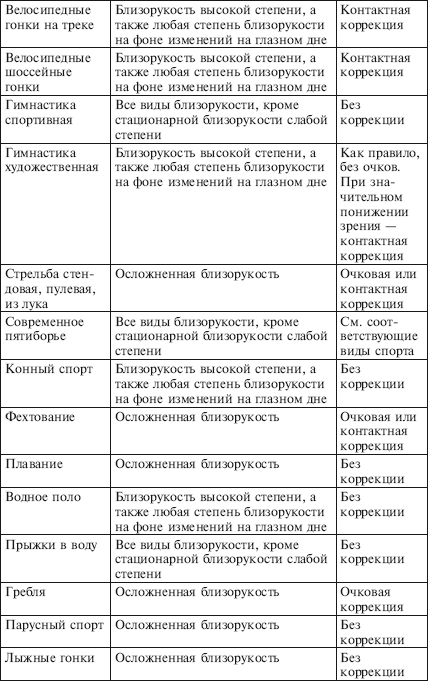 Велосипедные
гонки на треке
Близорукость высокой степени, а
также любая степень близорукости
на фоне изменений на глазном дне
Контактная
коррекция
Велосипедные
шоссейные
гонки
Близорукость высокой степени, а
также любая степень близорукости
на фоне изменений на глазном дне
Контактная
коррекция
Гимнастика
спортивная
Все виды близорукости, кроме
стационарной близорукости слабой
степени
Без
коррекции
Гимнастика
художественная
Близорукость высокой степени, а
также любая степень близорукости
на фоне изменений на глазном дне
Как правило,
без очков.
При зна-
чительном
понижении
зрения —
контактная
коррекция
Стрельба стен-
довая, пулевая,
из лука
Осложненная близорукость
Очковая или
контактная
коррекция
Современное
пятиборье
Все виды близорукости, кроме
стационарной близорукости слабой
степени
См. соот-
ветствующие
виды спорта
Конный спорт
Близорукость высокой степени, а
также любая степень близорукости
на фоне изменений на глазном дне
Без
коррекции
Фехтование
Осложненная близорукость
Очковая или
контактная
коррекция
Плавание
Осложненная близорукость
Без
коррекции
Водное поло
Близорукость высокой степени, а
также любая степень близорукости
на фоне изменений на глазном дне
Без
коррекции
Прыжки в воду
Все виды близорукости, кроме
стационарной близорукости слабой
степени
Без
коррекции
Гребля
Осложненная близорукость
Очковая
коррекция
Парусный спорт
Осложненная близорукость
Без
коррекции
Лыжные гонки
Осложненная близорукость
Без
коррекции